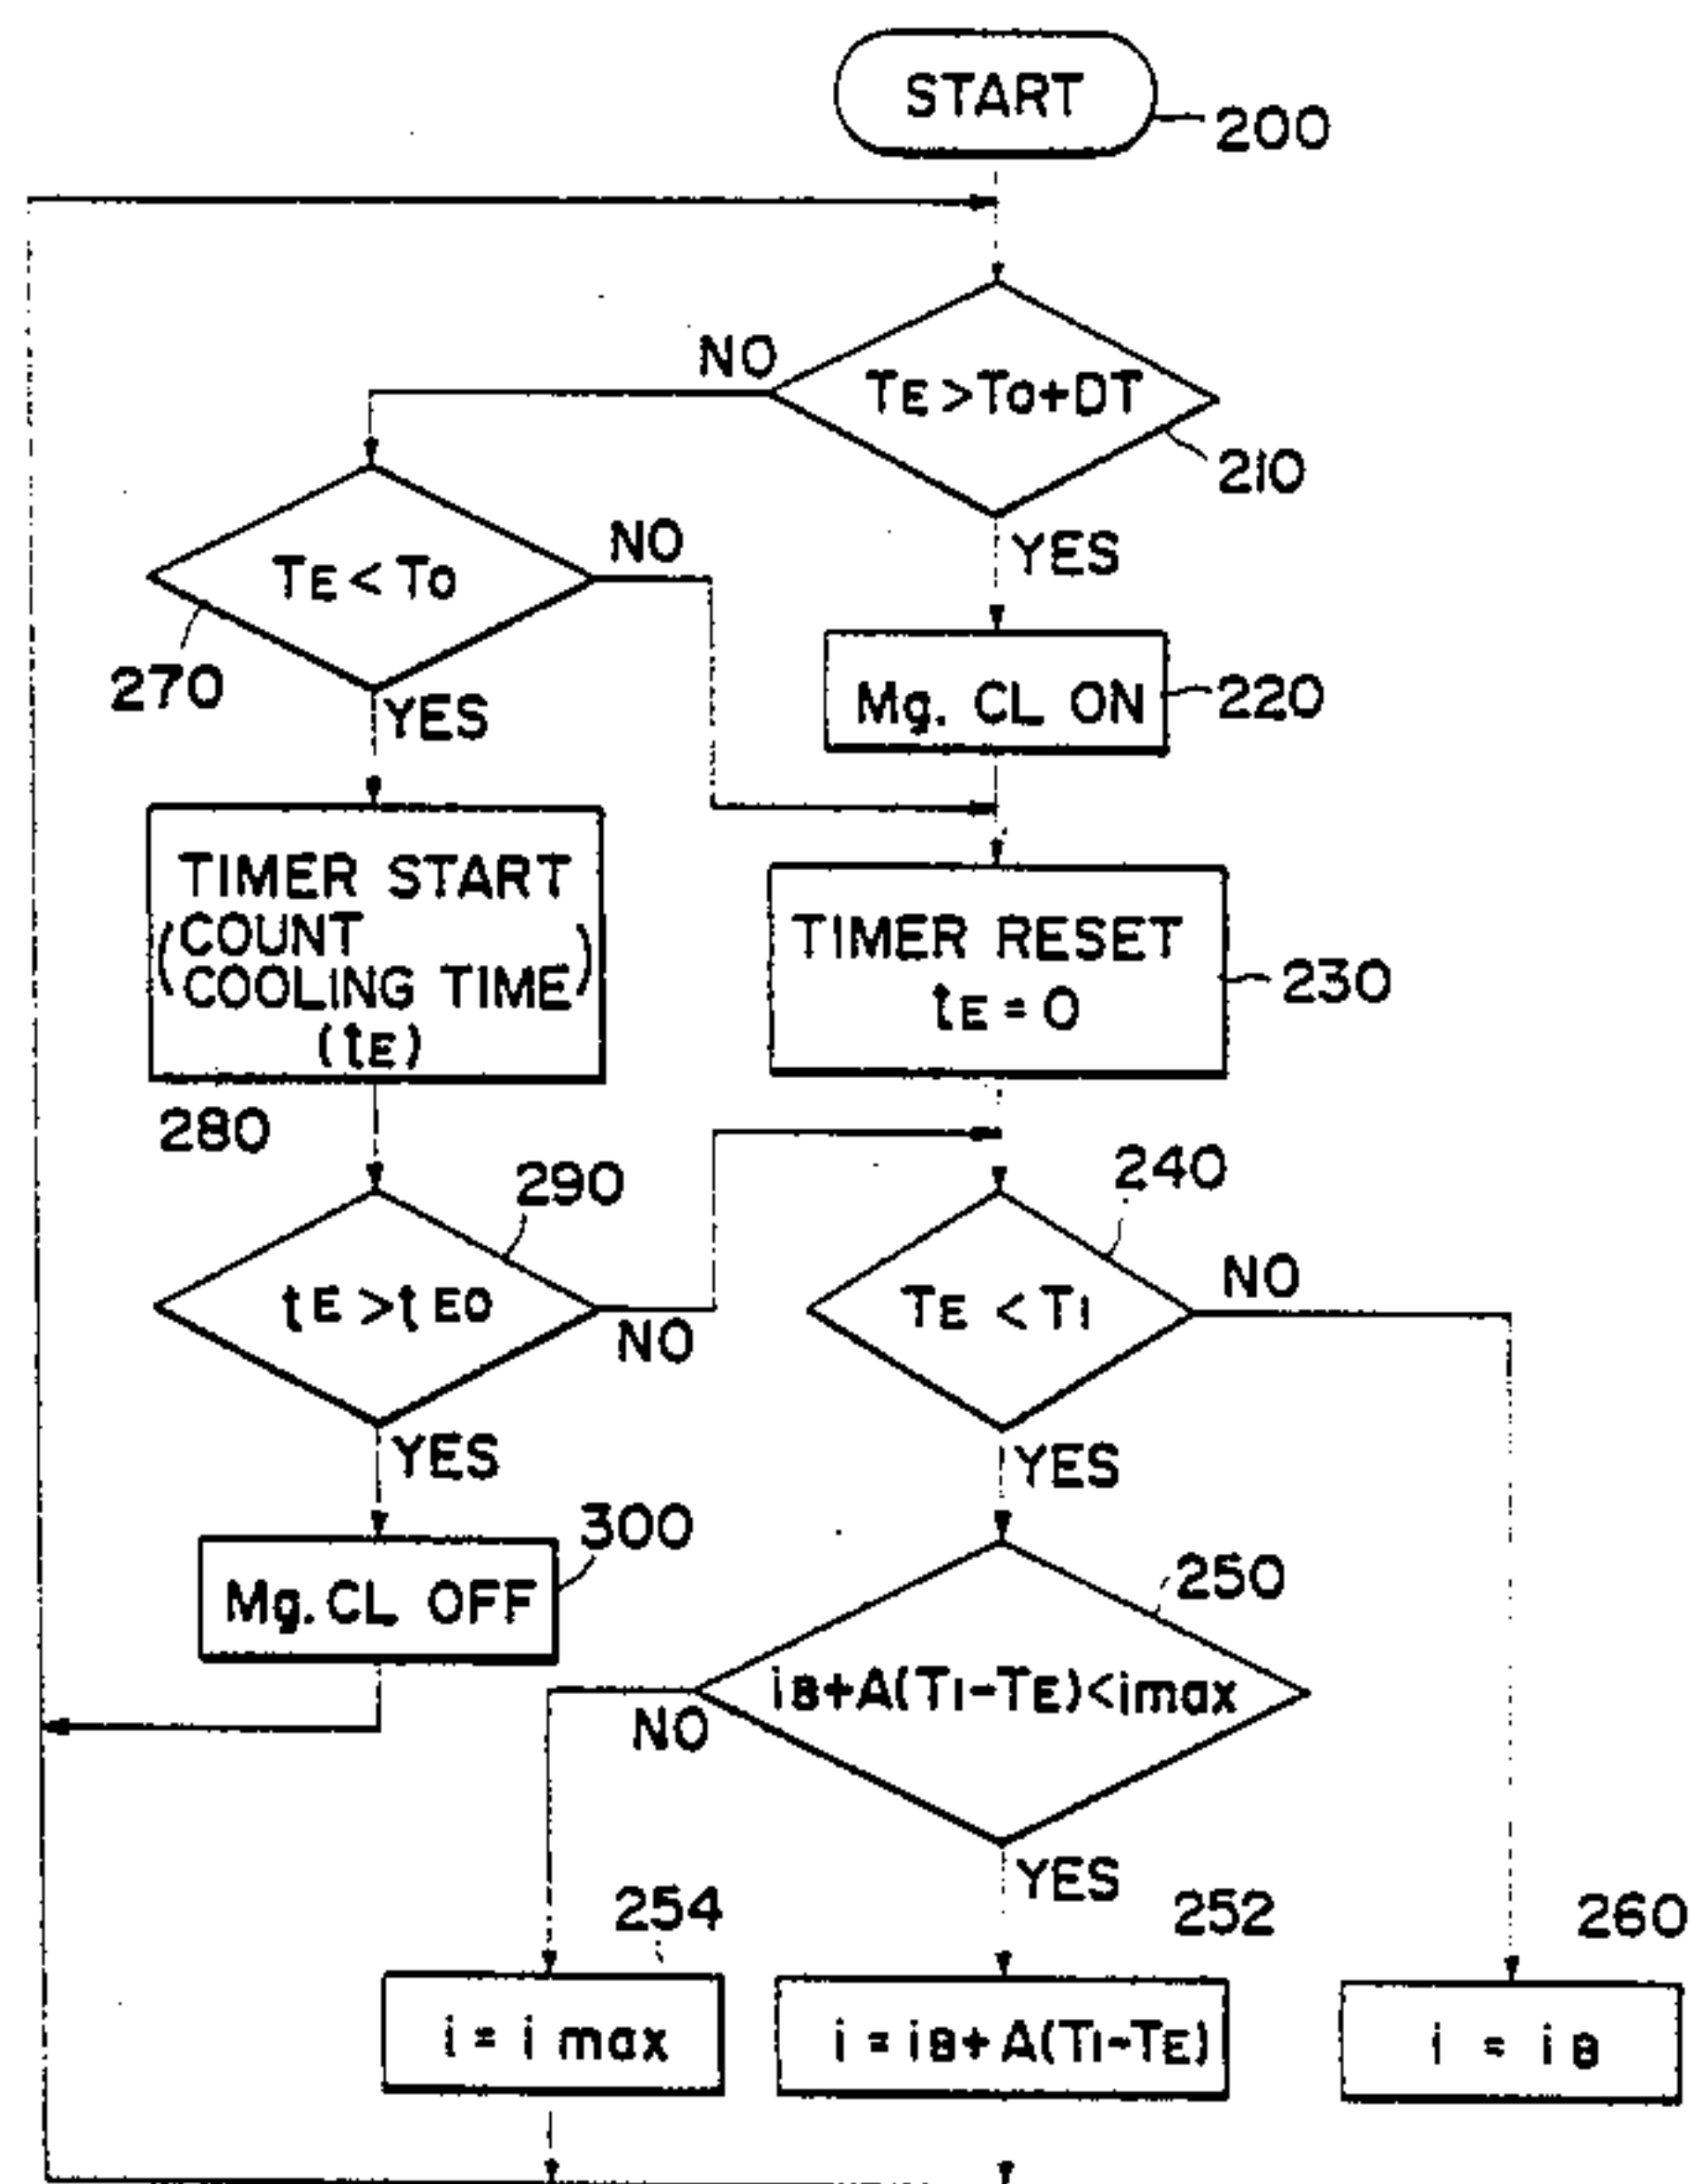 START
200
NO
TE>To+DT
210
NO
YES
TE<To
270
YES
Mg. CL ON
220
TIMER START
(COUNT
COOLING TIME)
(tE)
TIMER RESET
tE=0
230
280
290
240
tE>tEo
NO
TE<T1
NO
YES
YES
300
Mg. CL OFF
250
iB+A(T1-TE)<imax
NO
YES
254
252
260
i = i max
i = iB+A(T1-TE)
i = iB